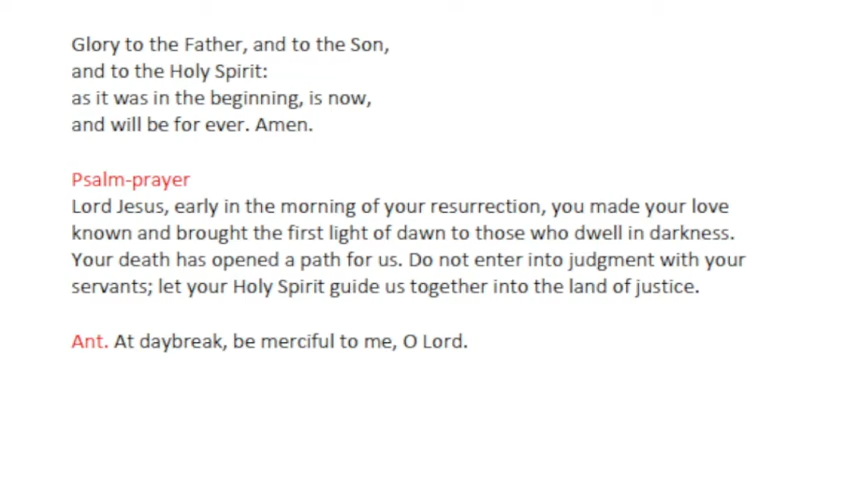 Glory to the Father, and to the Son,
and to the Holy Spirit:
as it was in the beginning, is now,
and will be for ever. Amen.
Psalm-prayer
Lord Jesus, early in the morning of your resurrection, you made your love
known and brought the first light of dawn to those who dwell in darkness.
Your death has opened a path for us. Do not enter into judgment with your
servants; let your Holy Spirit guide us together into the land of justice.
Ant. At daybreak, be merciful to me, O Lord.